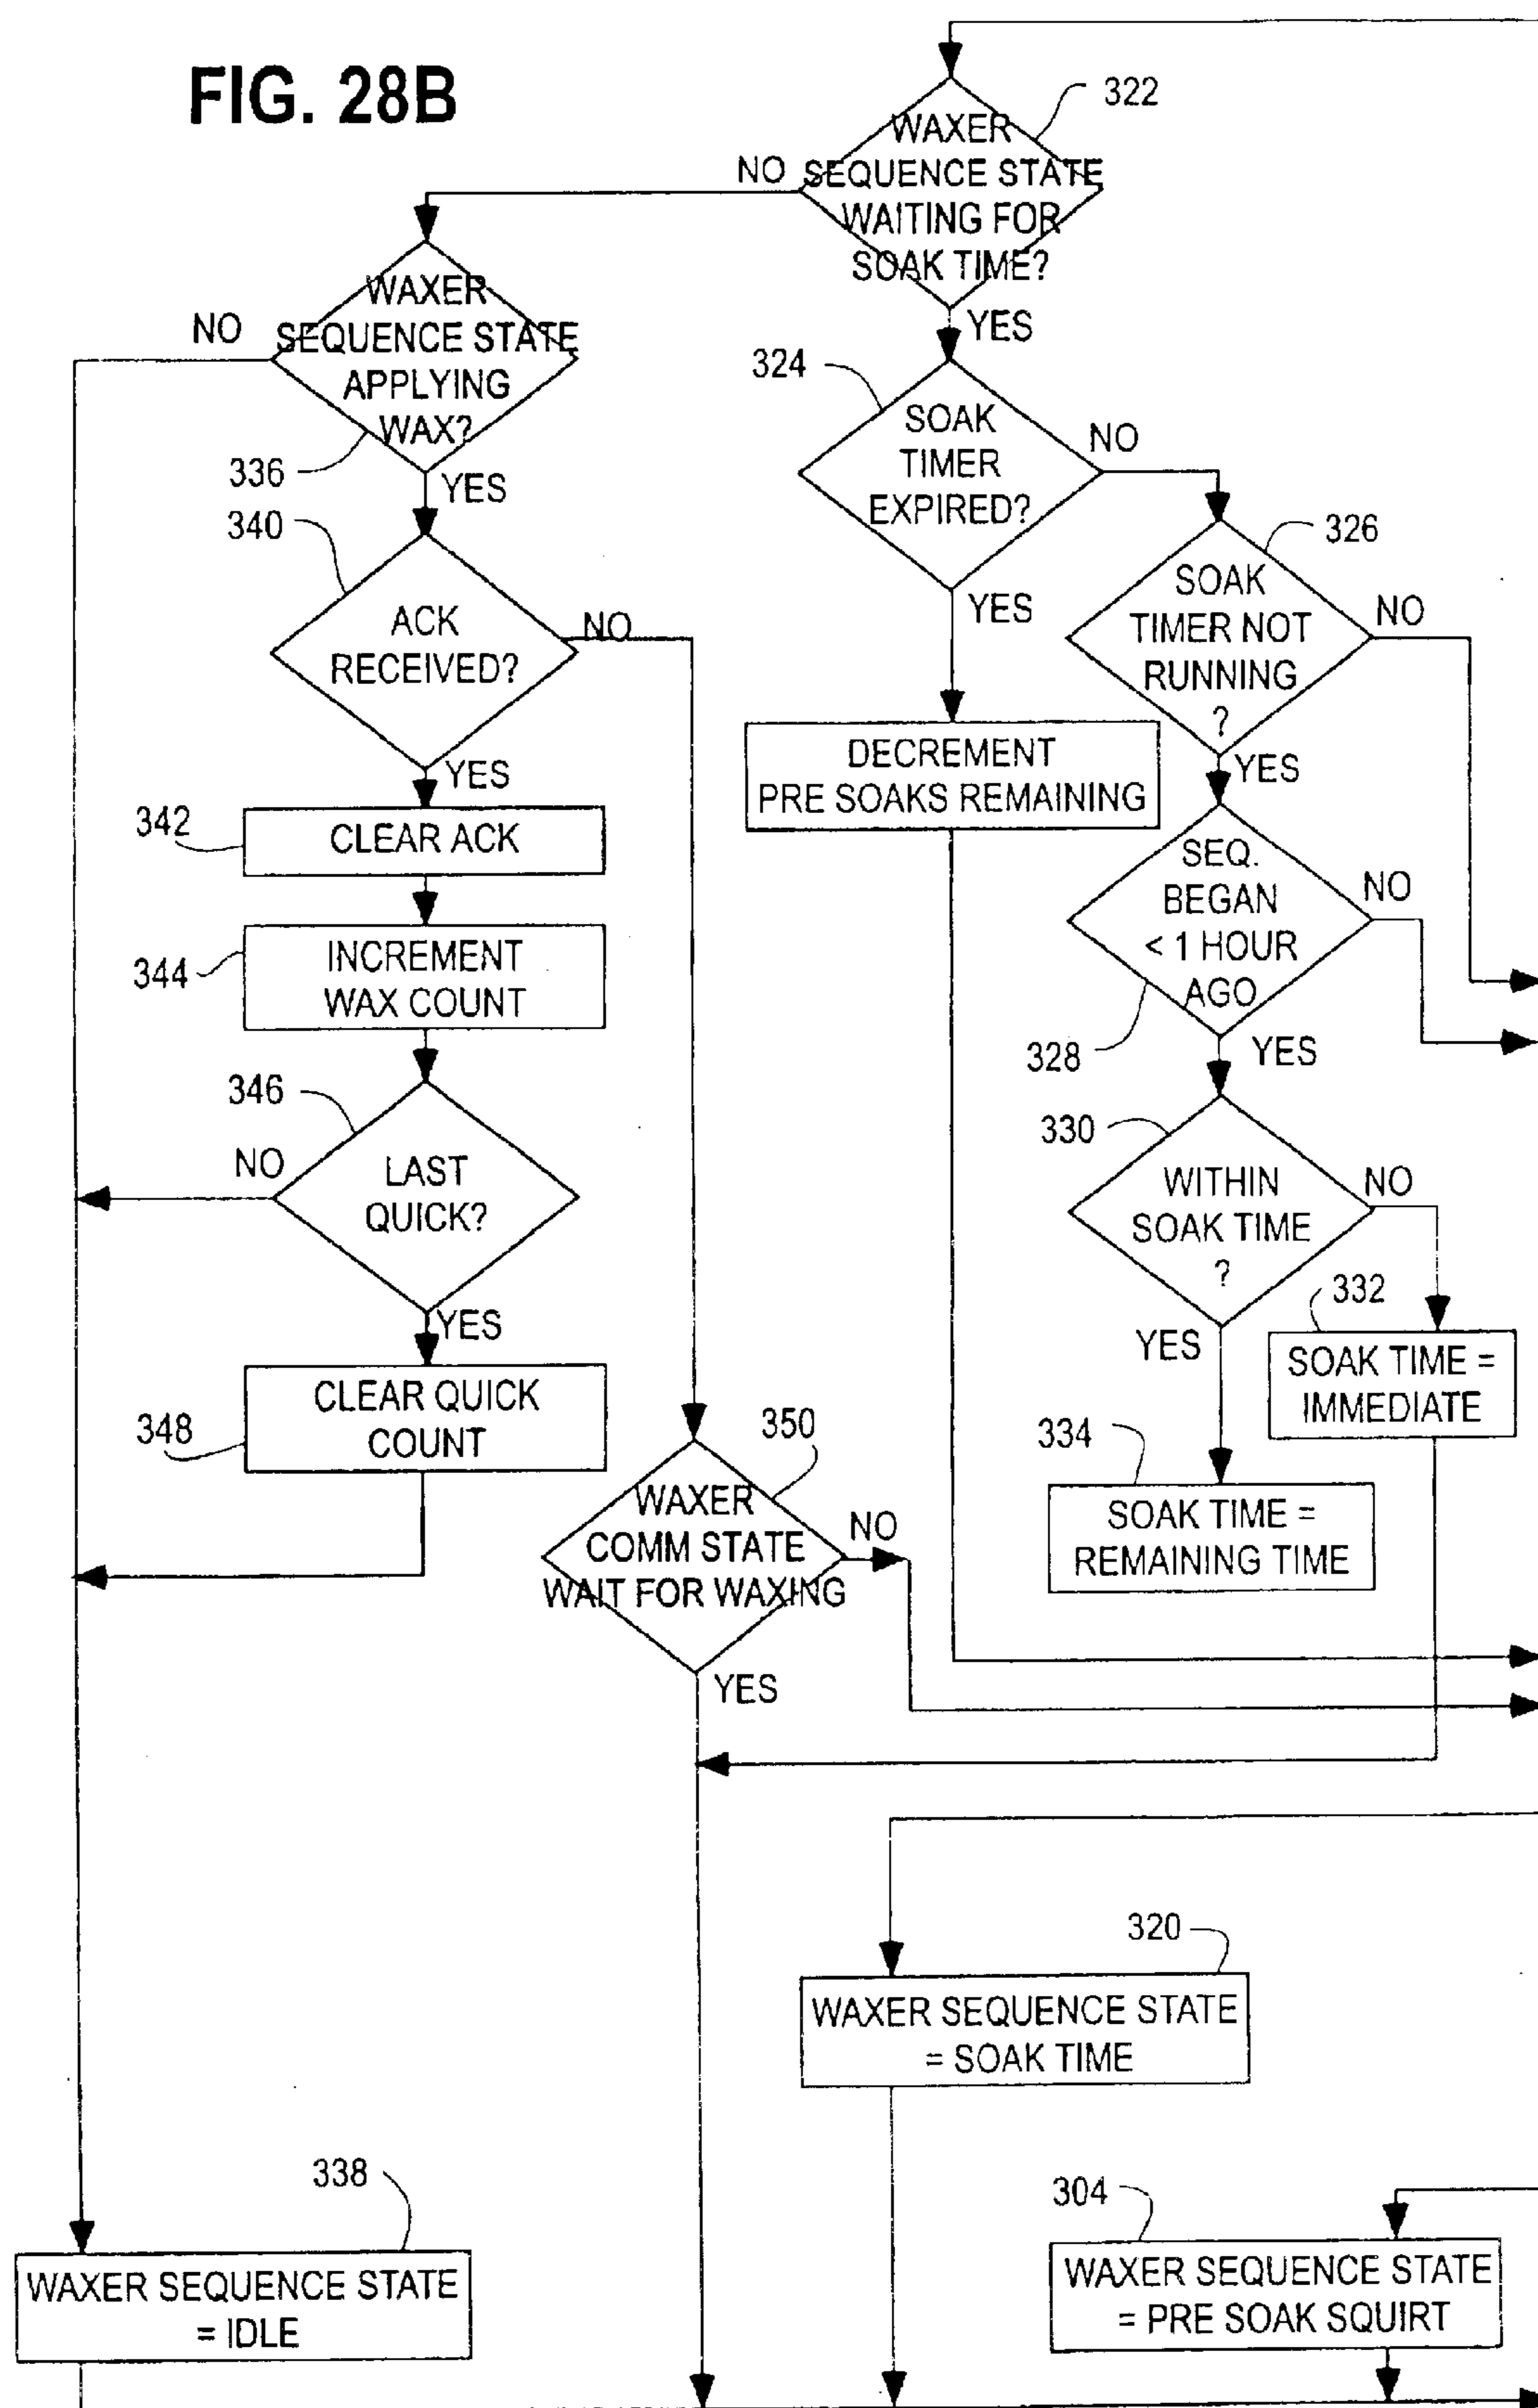 FIG. 28B
322
WAXER
SEQUENCE STATE
WAITING FOR
SOAK TIME?
NO
YES
WAXER
SEQUENCE STATE
APPLYING
WAX?
NO
336
YES
324
SOAK
TIMER
EXPIRED?
NO
YES
326
SOAK
TIMER NOT
RUNNING
?
NO
YES
340
ACK
RECEIVED?
NO
YES
DECREMENT
PRE SOAKS REMAINING
342
CLEAR ACK
344
INCREMENT
WAX COUNT
SEQ.
BEGAN
< 1 HOUR
AGO
NO
328
YES
346
LAST
QUICK?
NO
YES
330
WITHIN
SOAK TIME
?
NO
YES
332
SOAK TIME =
IMMEDIATE
348
CLEAR QUICK
COUNT
334
SOAK TIME =
REMAINING TIME
350
WAXER
COMM STATE
WAIT FOR WAXING
NO
YES
320
WAXER SEQUENCE STATE
= SOAK TIME
338
WAXER SEQUENCE STATE
= IDLE
304
WAXER SEQUENCE STATE
= PRE SOAK SQUIRT